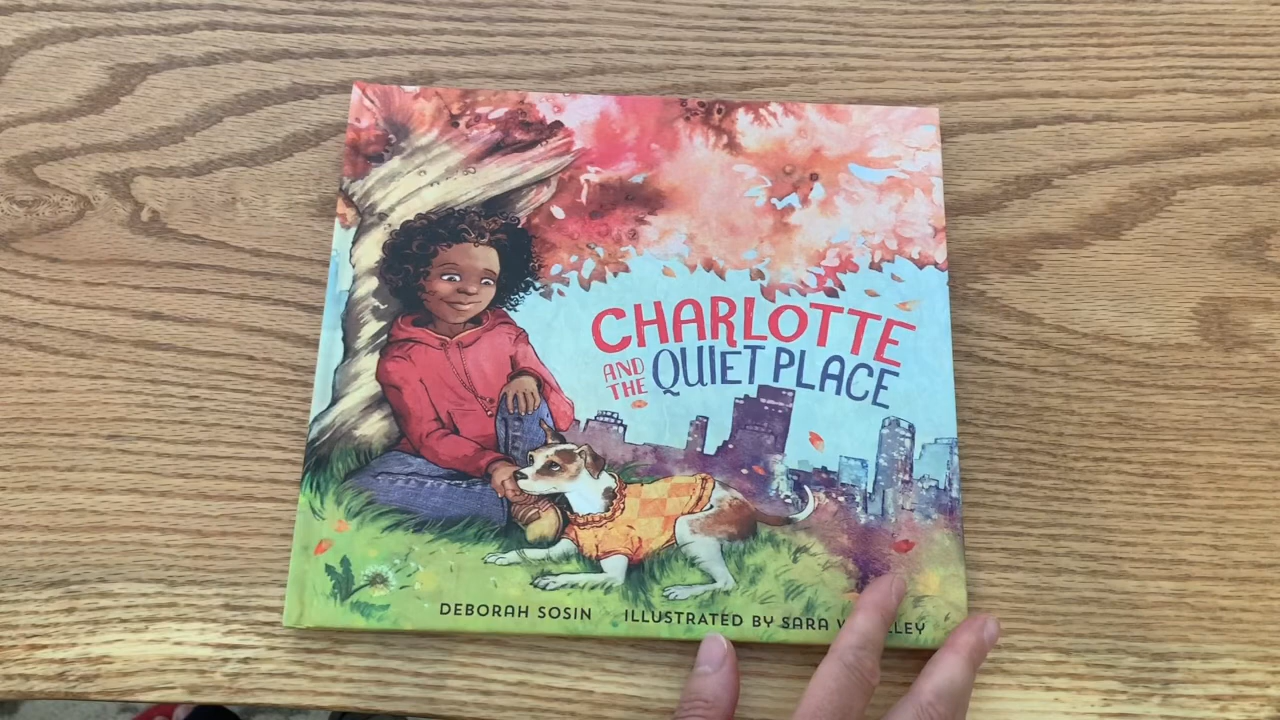 CHARLOTTE
AND THE QUIET PLACE
DEBORAH SOSIN ILLUSTRATED BY SARA